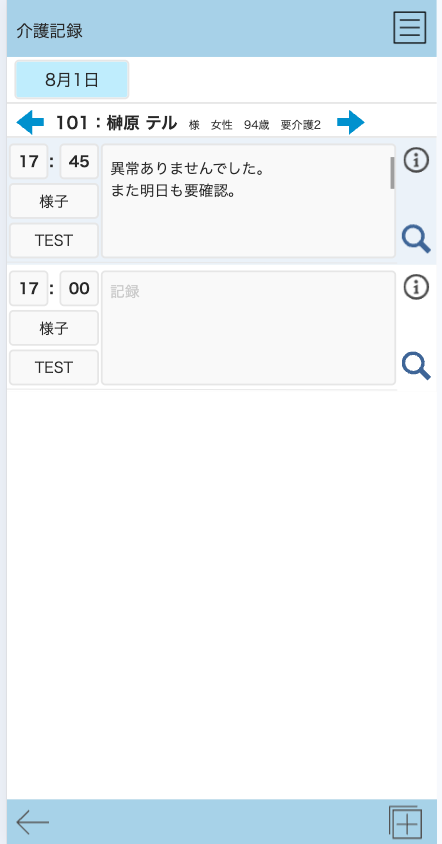 介護記録
8月1日
101：榊原 テル 様 女性 94歳 要介護2
17 : 45
異常ありませんでした。
また明日も要確認。
様子
TEST
17 : 00
記録
様子
TEST